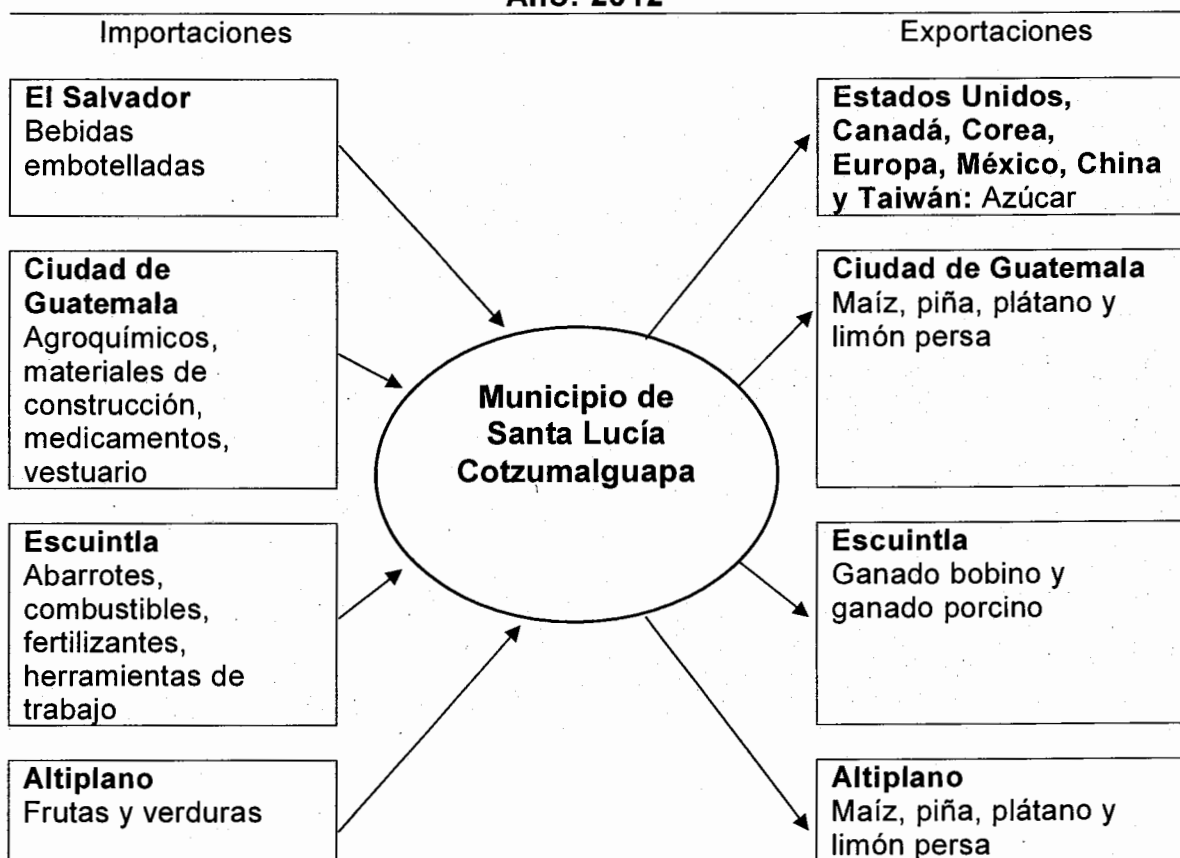 Año: 2012
Importaciones
Exportaciones
El Salvador
Bebidas
embotelladas
Ciudad de
Guatemala
Agroquímicos,
materiales de
construcción,
medicamentos,
vestuario
Escuintla
Abarrotes,
combustibles,
fertilizantes,
herramientas de
trabajo
Altiplano
Frutas y verduras
Municipio de
Santa Lucía
Cotzumalguapa
Estados Unidos,
Canadá, Corea,
Europa, México, China
y Taiwán: Azúcar
Ciudad de Guatemala
Maíz, piña, plátano y
limón persa
Escuintla
Ganado bobino y
ganado porcino
Altiplano
Maíz, piña, plátano y
limón persa